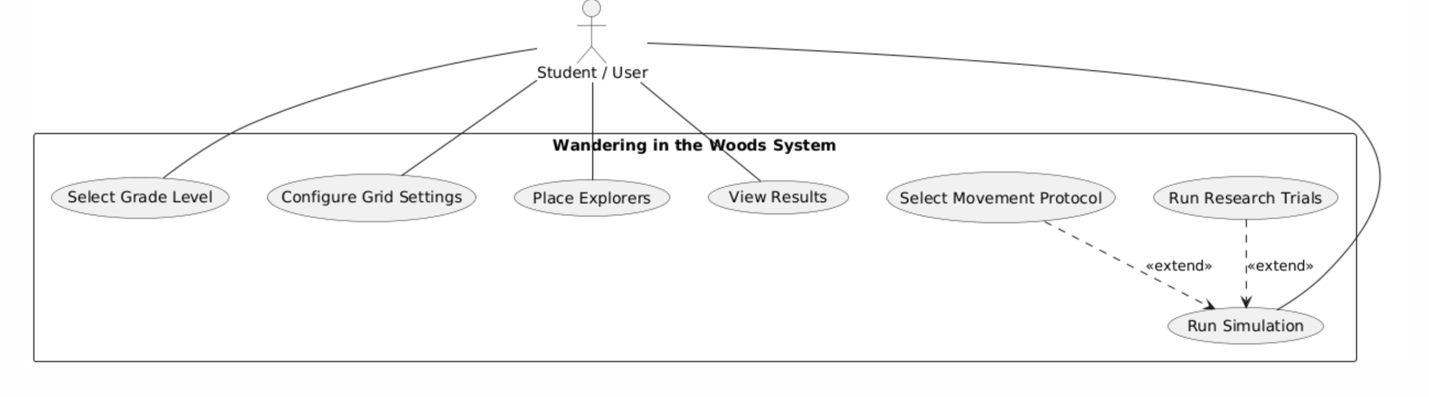 Student / User
Wandering in the Woods System
Select Grade Level
Configure Grid Settings
Place Explorers
View Results
Select Movement Protocol
Run Research Trials
«extend»
«extend»
Run Simulation